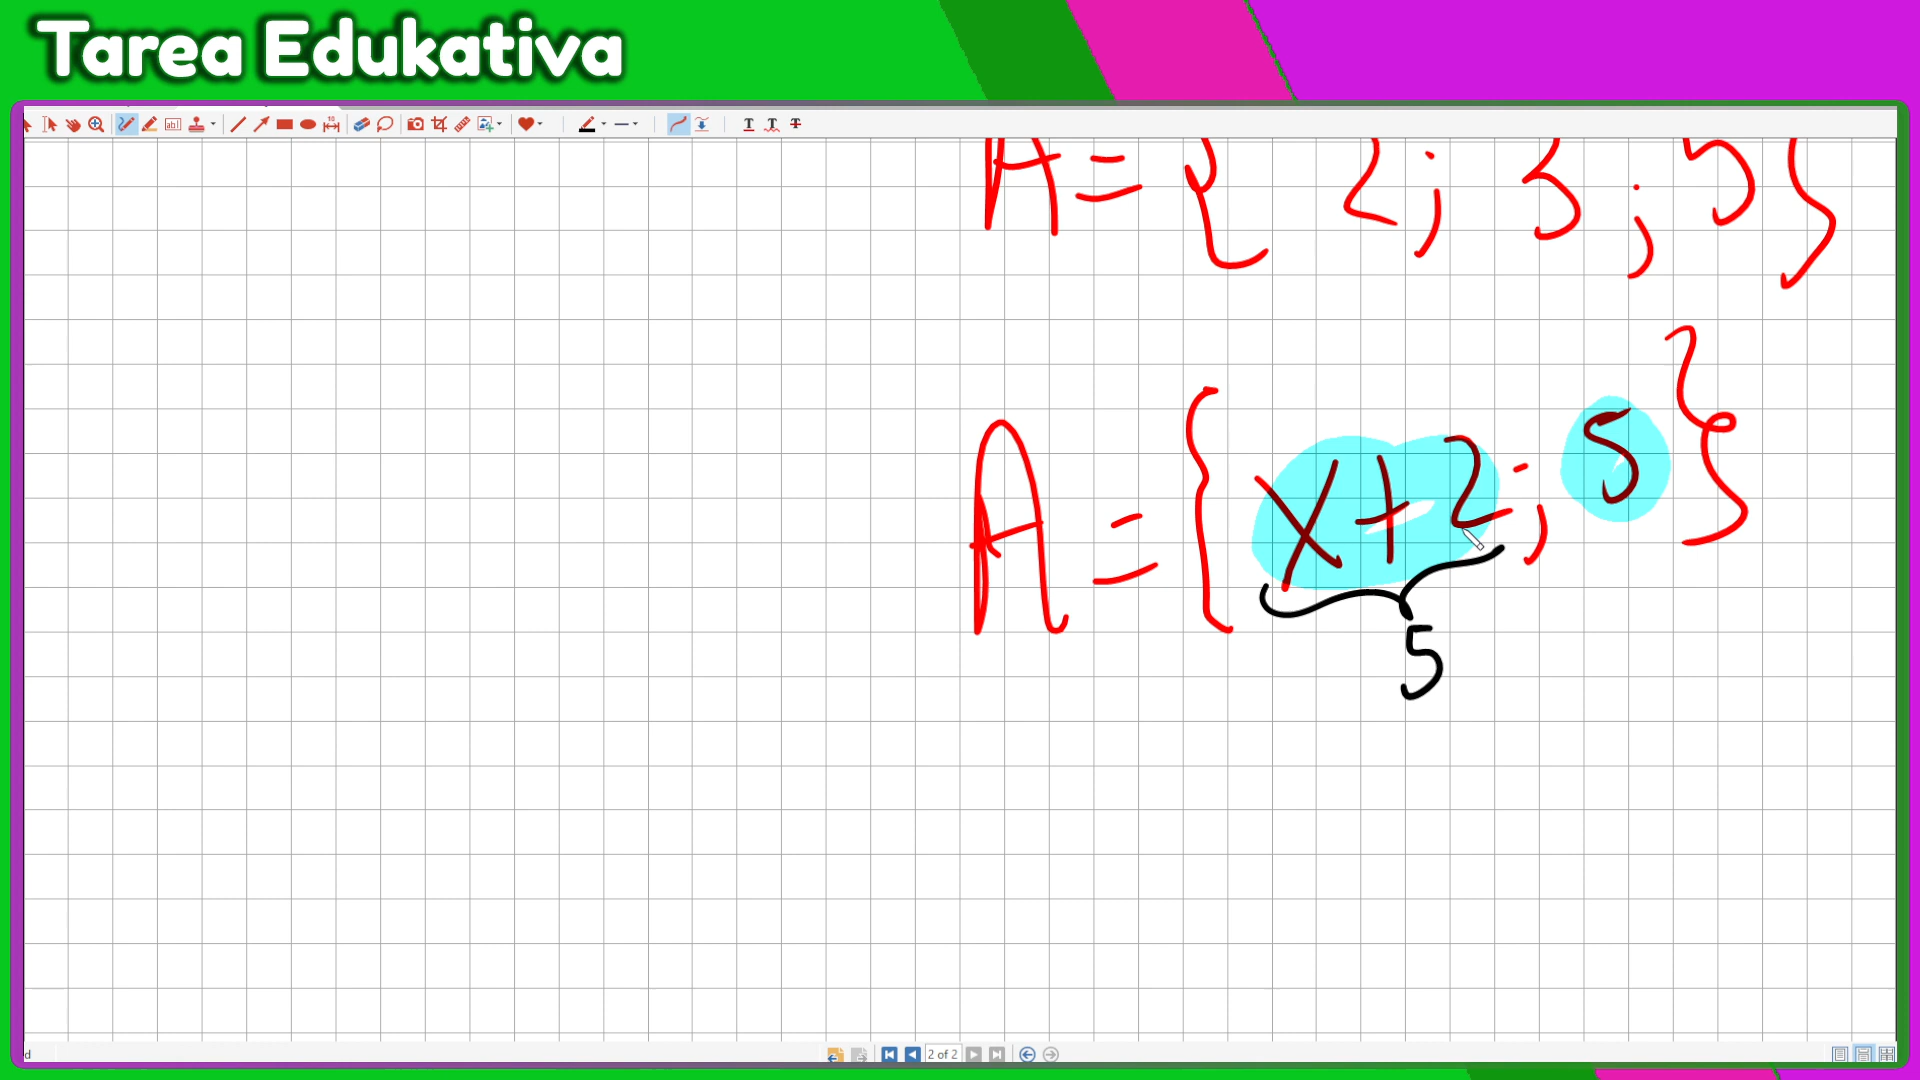 Tarea Edukativa
A = { 2 ; 3 ; 5 }
A = { x+2 ; 5 }
5
2 of 2